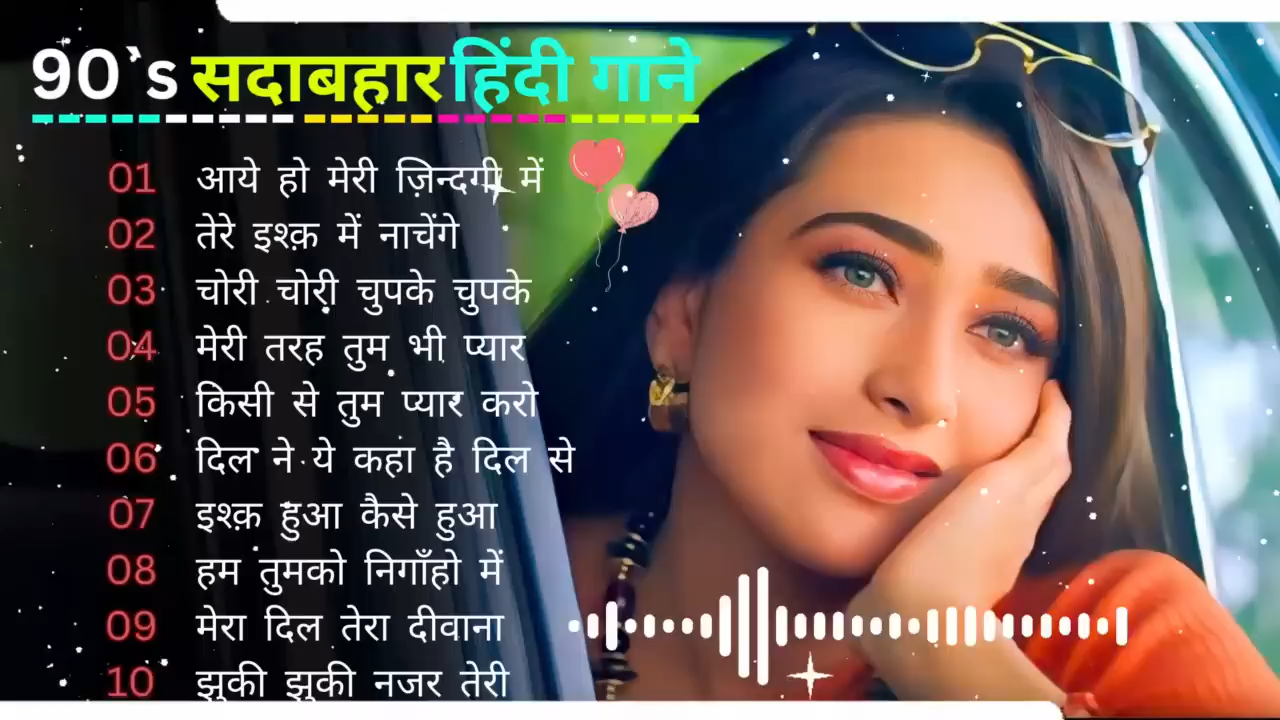 90`s सदाबहार हिंदी गाने
01 आये हो मेरी ज़िन्दगी में
02 तेरे इश्क़ में नाचेंगे
03 चोरी चोरी चुपके चुपके
04 मेरी तरह तुम भी प्यार
05 किसी से तुम प्यार करो
06 दिल ने ये कहा है दिल से
07 इश्क़ हुआ कैसे हुआ
08 हम तुमको निगाँहो में
09 मेरा दिल तेरा दीवाना
10 झुकी झुकी नजर तेरी